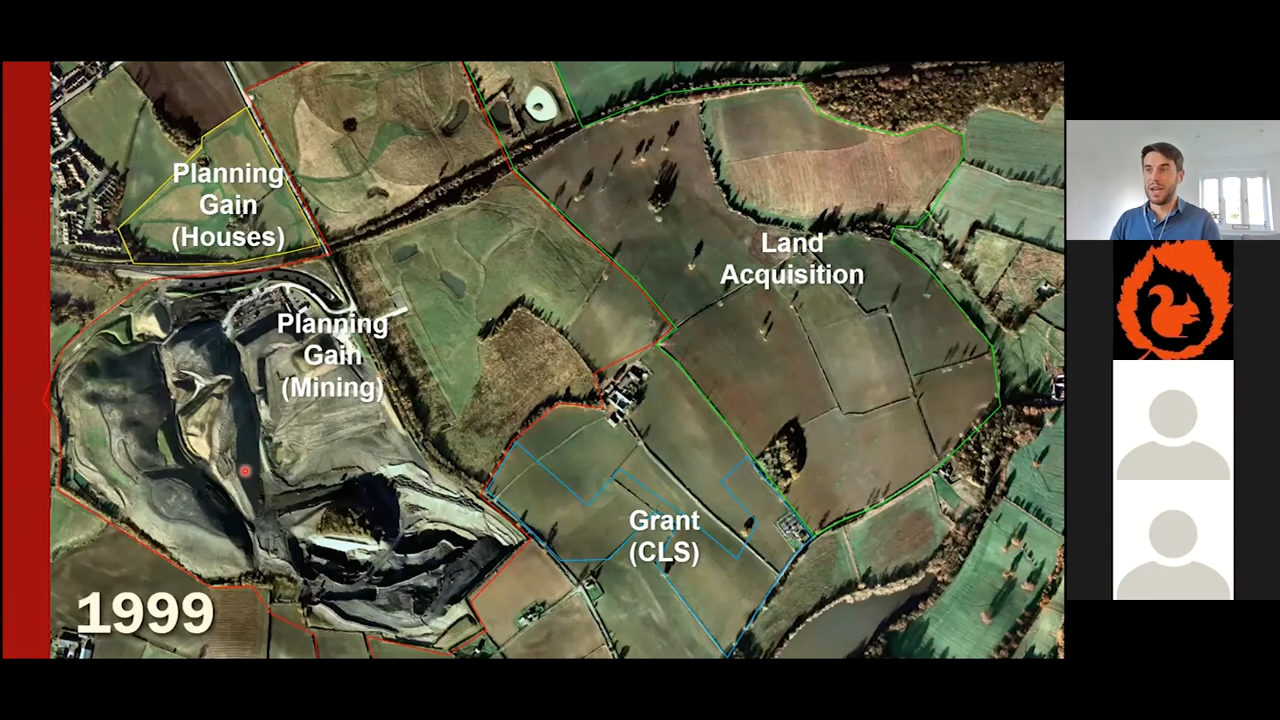 Planning
Gain
(Houses)
Land
Acquisition
Planning
Gain
(Mining)
Grant
(CLS)
1999